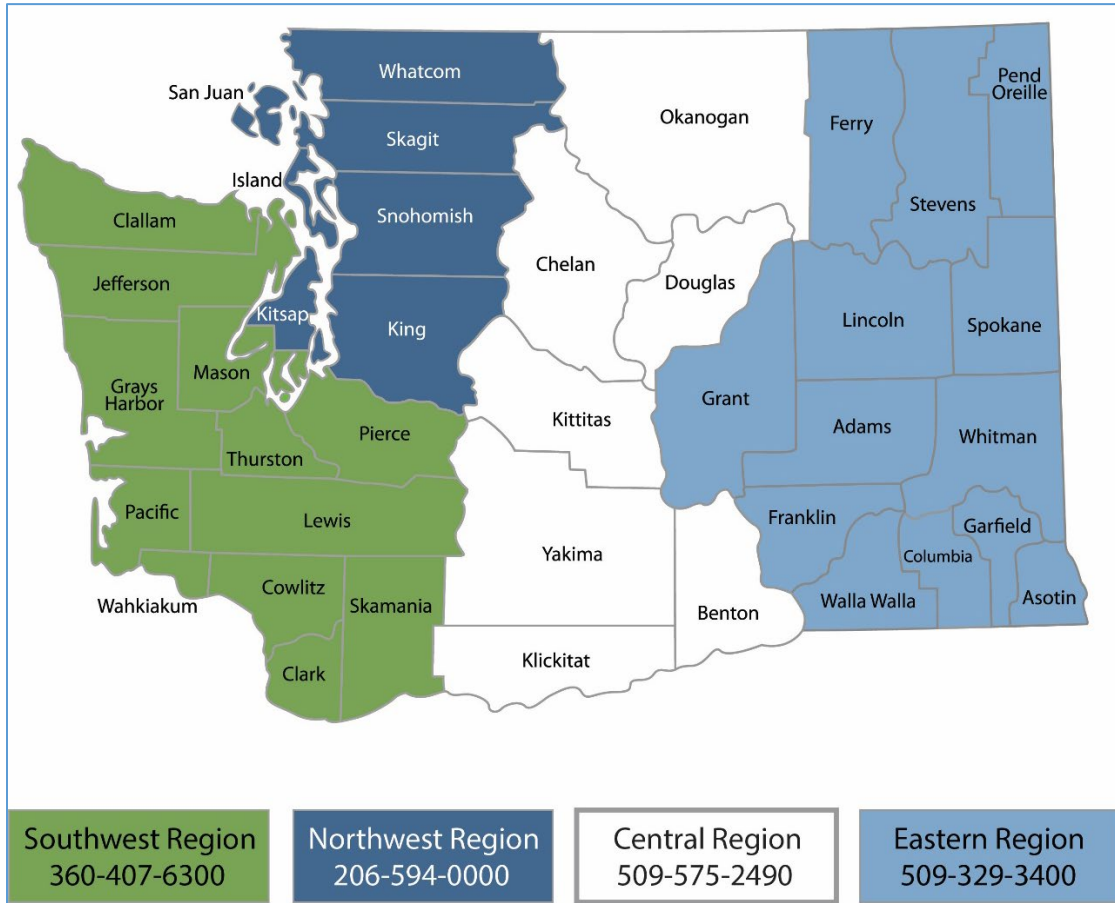 Whatcom
San Juan
Skagit
Island
Snohomish
Clallam
Jefferson
Kitsap
King
Mason
Grays
Harbor
Thurston
Pierce
Pacific
Lewis
Wahkiakum
Cowlitz
Skamania
Clark
Okanogan
Chelan
Douglas
Kittitas
Yakima
Klickitat
Benton
Ferry
Stevens
Pend
Oreille
Lincoln
Spokane
Grant
Adams
Whitman
Franklin
Garfield
Columbia
Walla Walla
Asotin
Southwest Region
360-407-6300
Northwest Region
206-594-0000
Central Region
509-575-2490
Eastern Region
509-329-3400